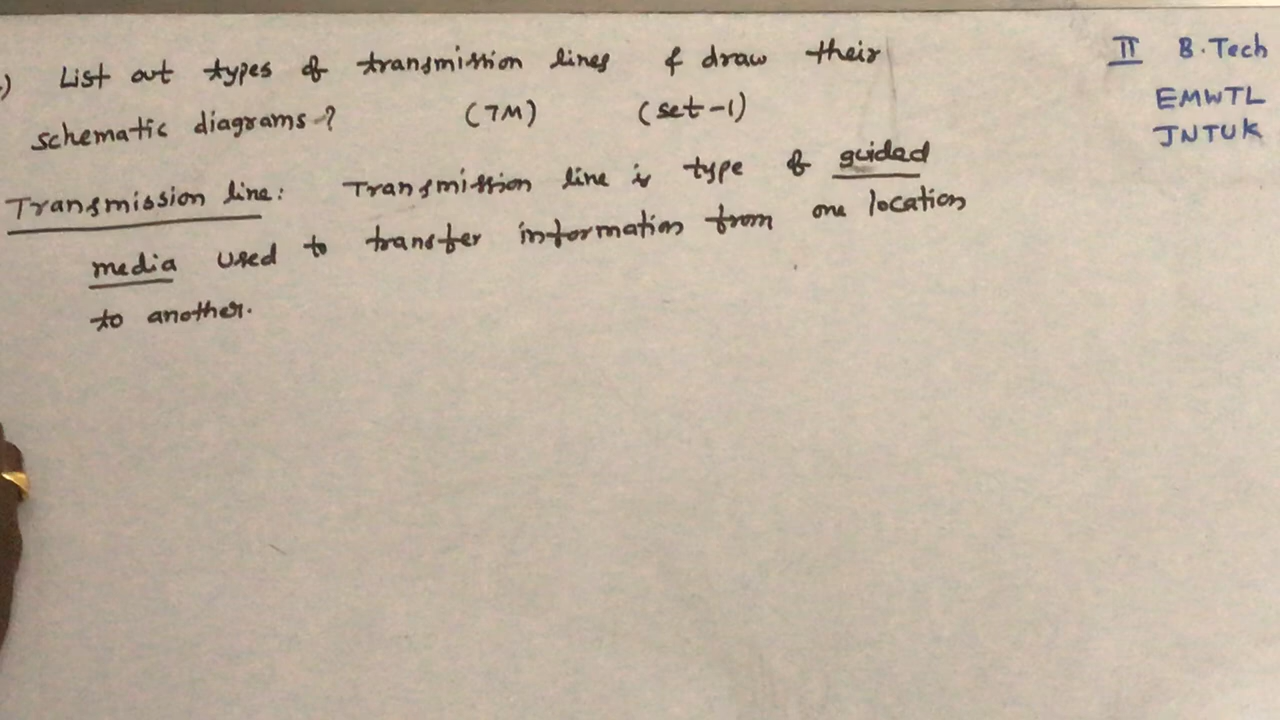 ) List out types of transmission lines & draw their
schematic diagrams? (7M) (set-1)
Transmission line: Transmission line is type of guided
media used to transfer information from one location
to another.
II B.Tech
EMWTL
JNTUK